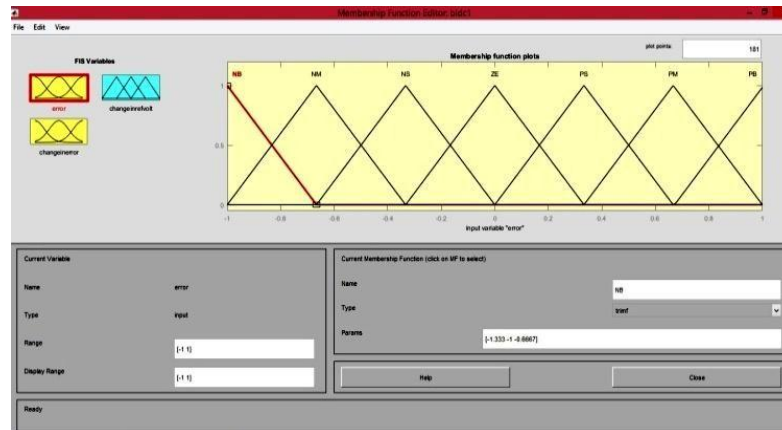 Membership Function Editor: bldc1
File Edit View
FIS Variables
error
changeinrefvolt
changeinerror
Membership function plots
plot points:
181
NB NM NS ZE PS PM PB
1
0.5
0
-1 -0.8 -0.6 -0.4 -0.2 0 0.2 0.4 0.6 0.8 1
input variable "error"
Current Variable
Name error
Type input
Range [-1 1]
Display Range [-1 1]
Current Membership Function (click on MF to select)
Name NB
Type trimf
Params [-1.333 -1 -0.6667]
Help Close
Ready